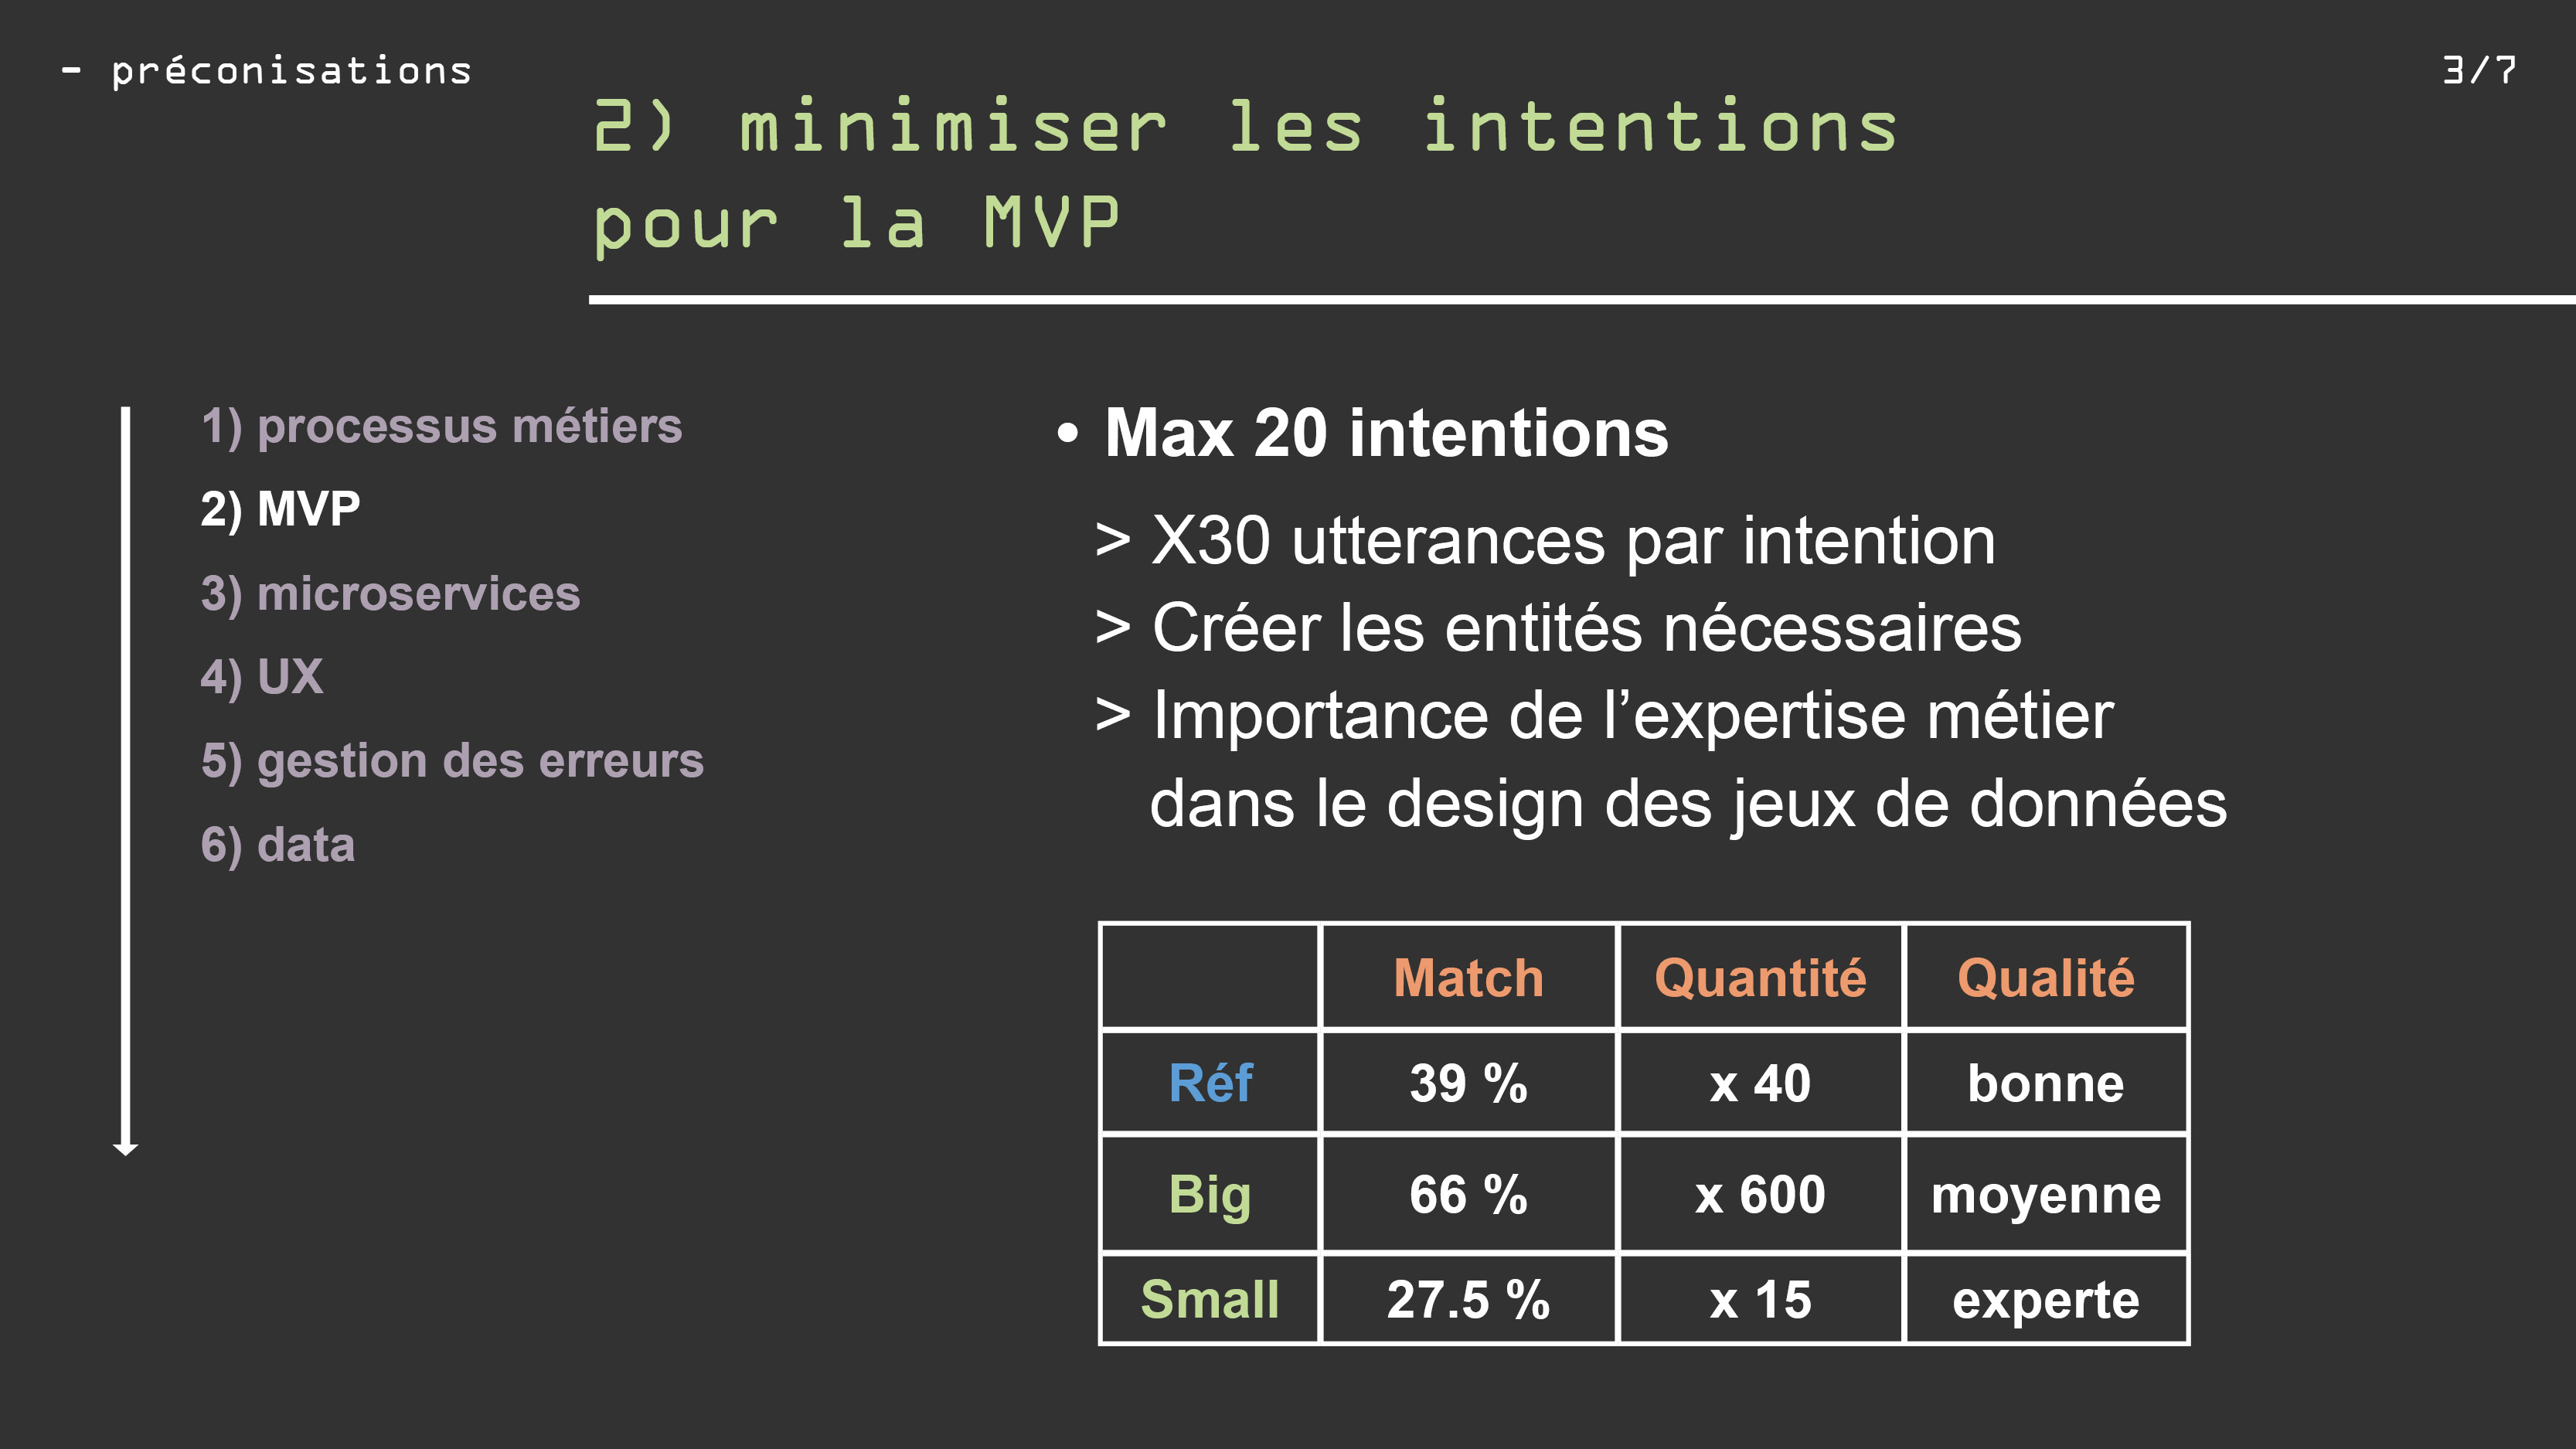 - préconisations
3/7
2) minimiser les intentions
pour la MVP
1) processus métiers
2) MVP
3) microservices
4) UX
5) gestion des erreurs
6) data
• Max 20 intentions
> X30 utterances par intention
> Créer les entités nécessaires
> Importance de l’expertise métier
dans le design des jeux de données
Match Quantité Qualité
Réf 39 % x 40 bonne
Big 66 % x 600 moyenne
Small 27.5 % x 15 experte